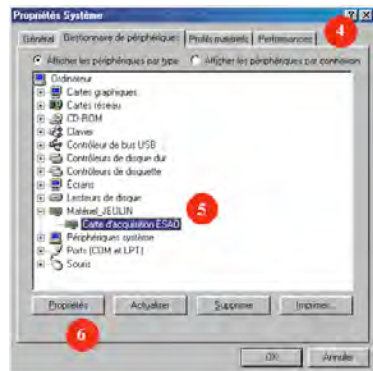 Propriétés Système
4
Général Gestionnaire de périphériques Profils matériels Performances
Afficher les périphériques par type Afficher les périphériques par connexion
Ordinateur
Cartes graphiques
Cartes réseau
CD-ROM
Clavier
Contrôleur de bus USB
Contrôleurs de disque dur
Contrôleurs de disquette
Écrans
Lecteurs de disque
Matériel_JEULIN
5
Carte d'acquisition ESAO
Périphériques système
Ports (COM et LPT)
Souris
Propriétés Actualiser Supprimer Imprimer...
6
OK Annuler